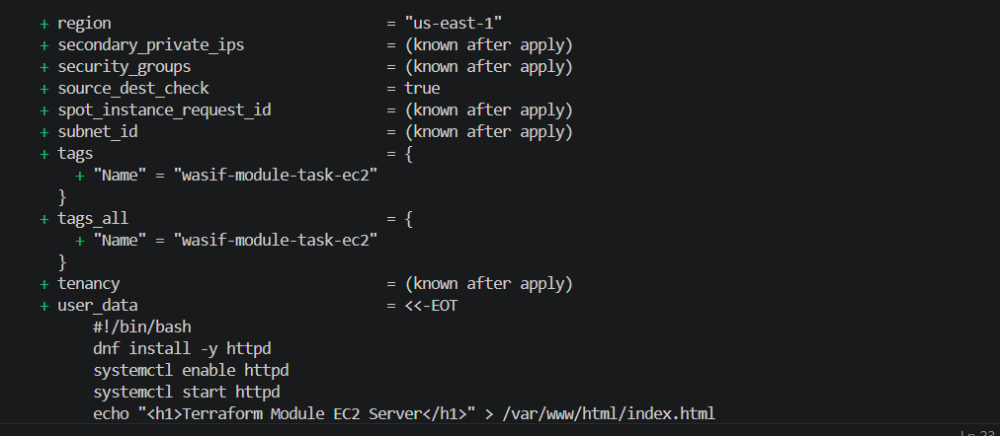 + region = "us-east-1"
+ secondary_private_ips = (known after apply)
+ security_groups = (known after apply)
+ source_dest_check = true
+ spot_instance_request_id = (known after apply)
+ subnet_id = (known after apply)
+ tags = {
+ "Name" = "wasif-module-task-ec2"
}
+ tags_all = {
+ "Name" = "wasif-module-task-ec2"
}
+ tenancy = (known after apply)
+ user_data = <<-EOT
#!/bin/bash
dnf install -y httpd
systemctl enable httpd
systemctl start httpd
echo "<h1>Terraform Module EC2 Server</h1>" > /var/www/html/index.html